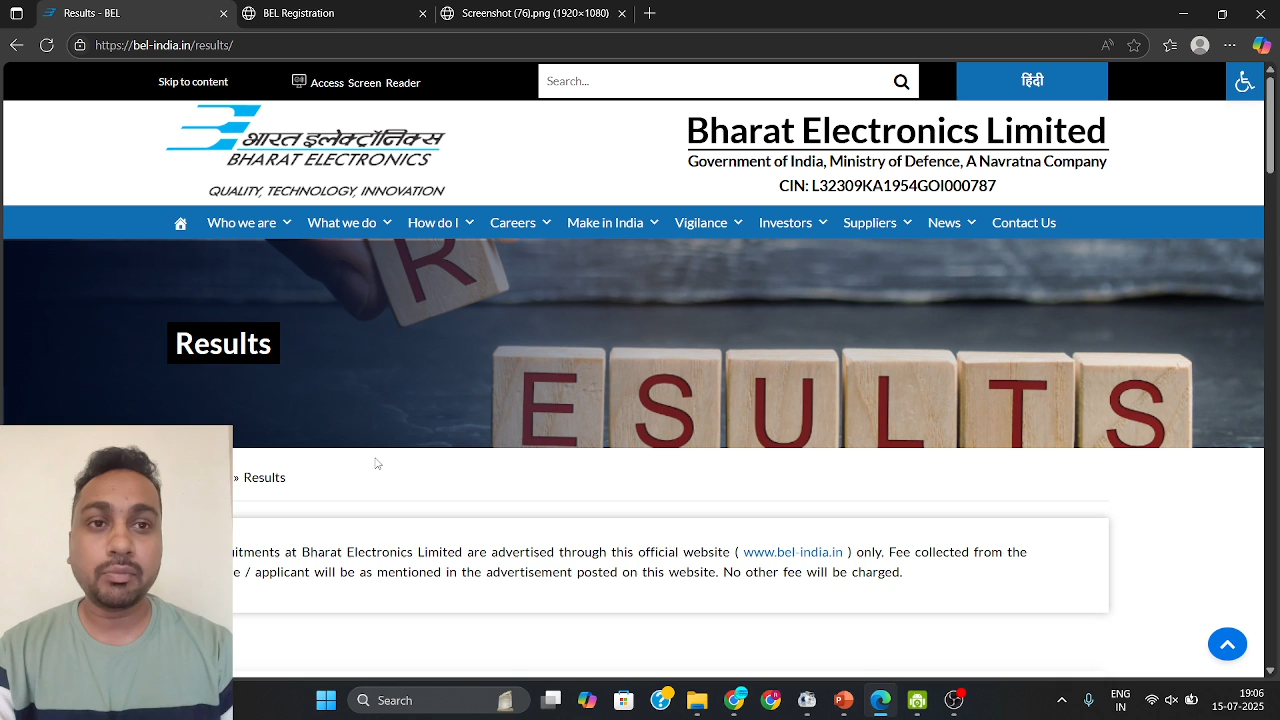 Results - BEL
BEL Registration
Screenshot (76).png (1920×1080)
https://bel-india.in/results/
Skip to content
Access Screen Reader
Search...
हिंदी
भारत इलेक्ट्रॉनिक्स
BHARAT ELECTRONICS
QUALITY, TECHNOLOGY, INNOVATION
Bharat Electronics Limited
Government of India, Ministry of Defence, A Navratna Company
CIN: L32309KA1954GOI000787
Who we are
What we do
How do I
Careers
Make in India
Vigilance
Investors
Suppliers
News
Contact Us
R
Results
E S U L T S
» Results
uitments at Bharat Electronics Limited are advertised through this official website ( www.bel-india.in ) only. Fee collected from the
e / applicant will be as mentioned in the advertisement posted on this website. No other fee will be charged.
Search
ENG
IN
19:06
15-07-2025